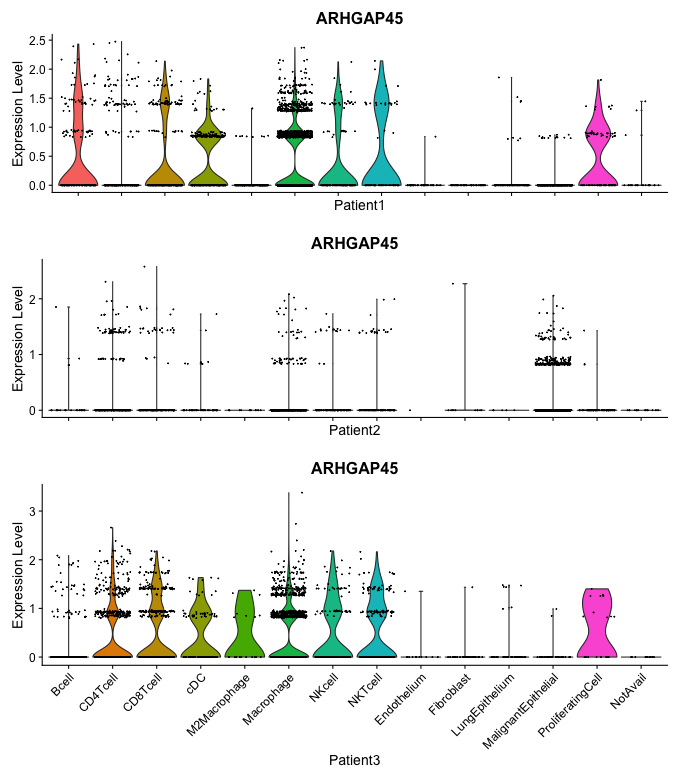 ARHGAP45
Expression Level
2.5
2.0
1.5
1.0
0.5
0.0
Patient1
ARHGAP45
Expression Level
2
1
0
Patient2
ARHGAP45
Expression Level
3
2
1
0
Bcell
CD4Tcell
CD8Tcell
cDC
M2Macrophage
Macrophage
NKcell
NKTcell
Endothelium
Fibroblast
LungEpithelium
MalignantEpithelial
ProliferatingCell
NotAvail
Patient3